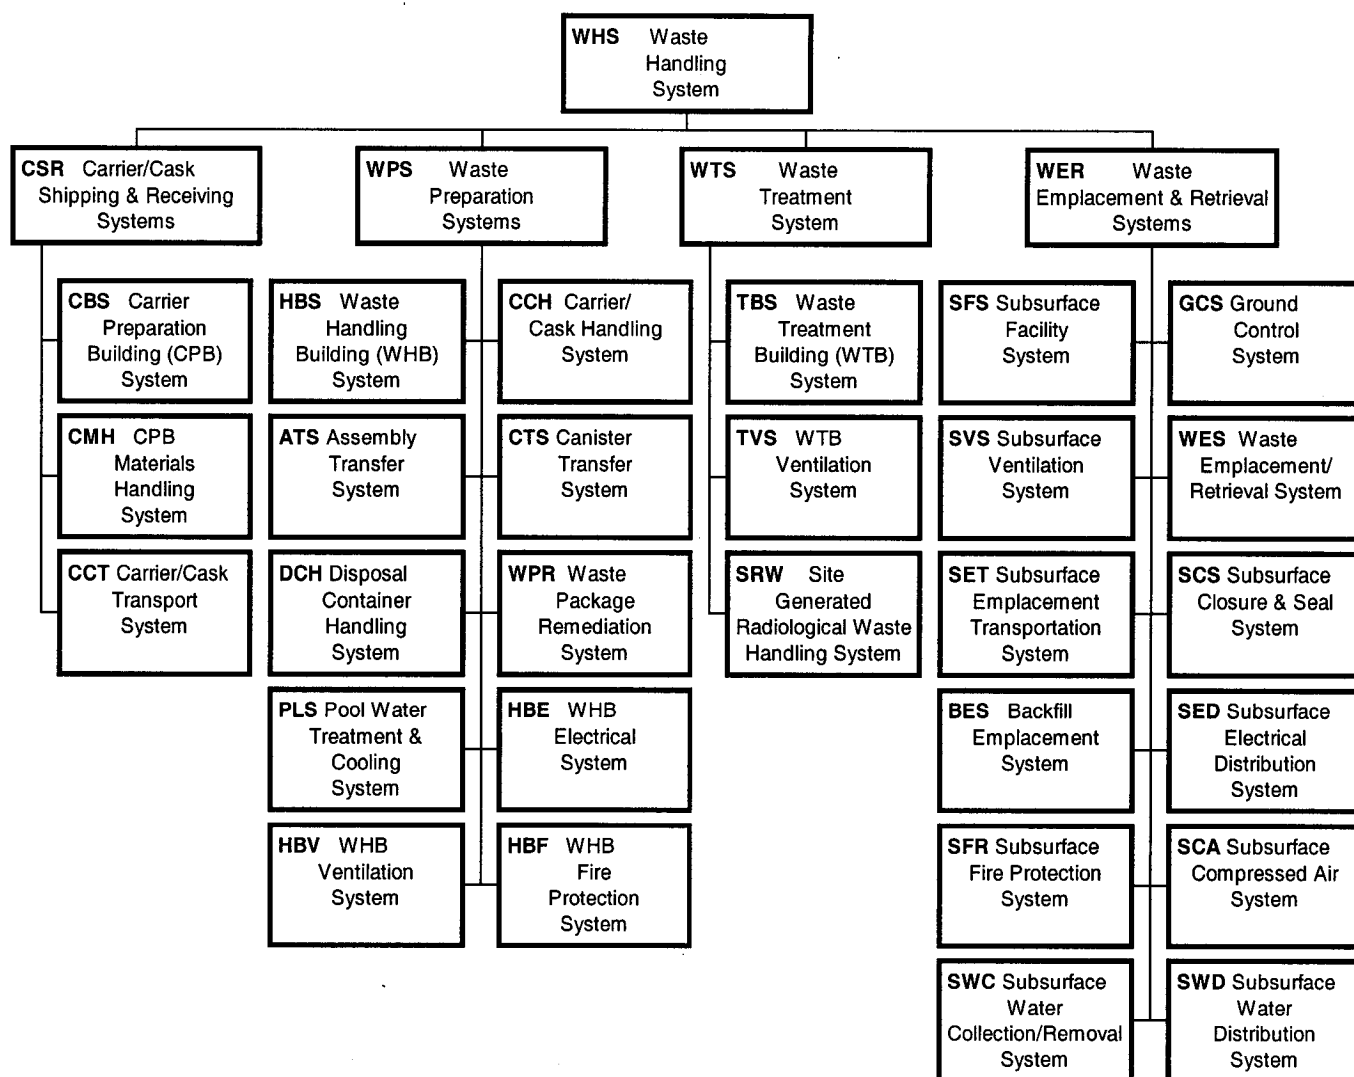 WHS Waste
Handling
System
CSR Carrier/Cask
Shipping & Receiving
Systems
WPS Waste
Preparation
Systems
WTS Waste
Treatment
System
WER Waste
Emplacement & Retrieval
Systems
CBS Carrier
Preparation
Building (CPB)
System
CMH CPB
Materials
Handling
System
CCT Carrier/Cask
Transport
System
HBS Waste
Handling
Building (WHB)
System
CCH Carrier/
Cask Handling
System
ATS Assembly
Transfer
System
CTS Canister
Transfer
System
DCH Disposal
Container
Handling
System
WPR Waste
Package
Remediation
System
PLS Pool Water
Treatment &
Cooling
System
HBE WHB
Electrical
System
HBV WHB
Ventilation
System
HBF WHB
Fire
Protection
System
TBS Waste
Treatment
Building (WTB)
System
TVS WTB
Ventilation
System
SRW Site
Generated
Radiological Waste
Handling System
SFS Subsurface
Facility
System
GCS Ground
Control
System
SVS Subsurface
Ventilation
System
WES Waste
Emplacement/
Retrieval System
SET Subsurface
Emplacement
Transportation
System
SCS Subsurface
Closure & Seal
System
BES Backfill
Emplacement
System
SED Subsurface
Electrical
Distribution
System
SFR Subsurface
Fire Protection
System
SCA Subsurface
Compressed Air
System
SWC Subsurface
Water
Collection/Removal
System
SWD Subsurface
Water
Distribution
System